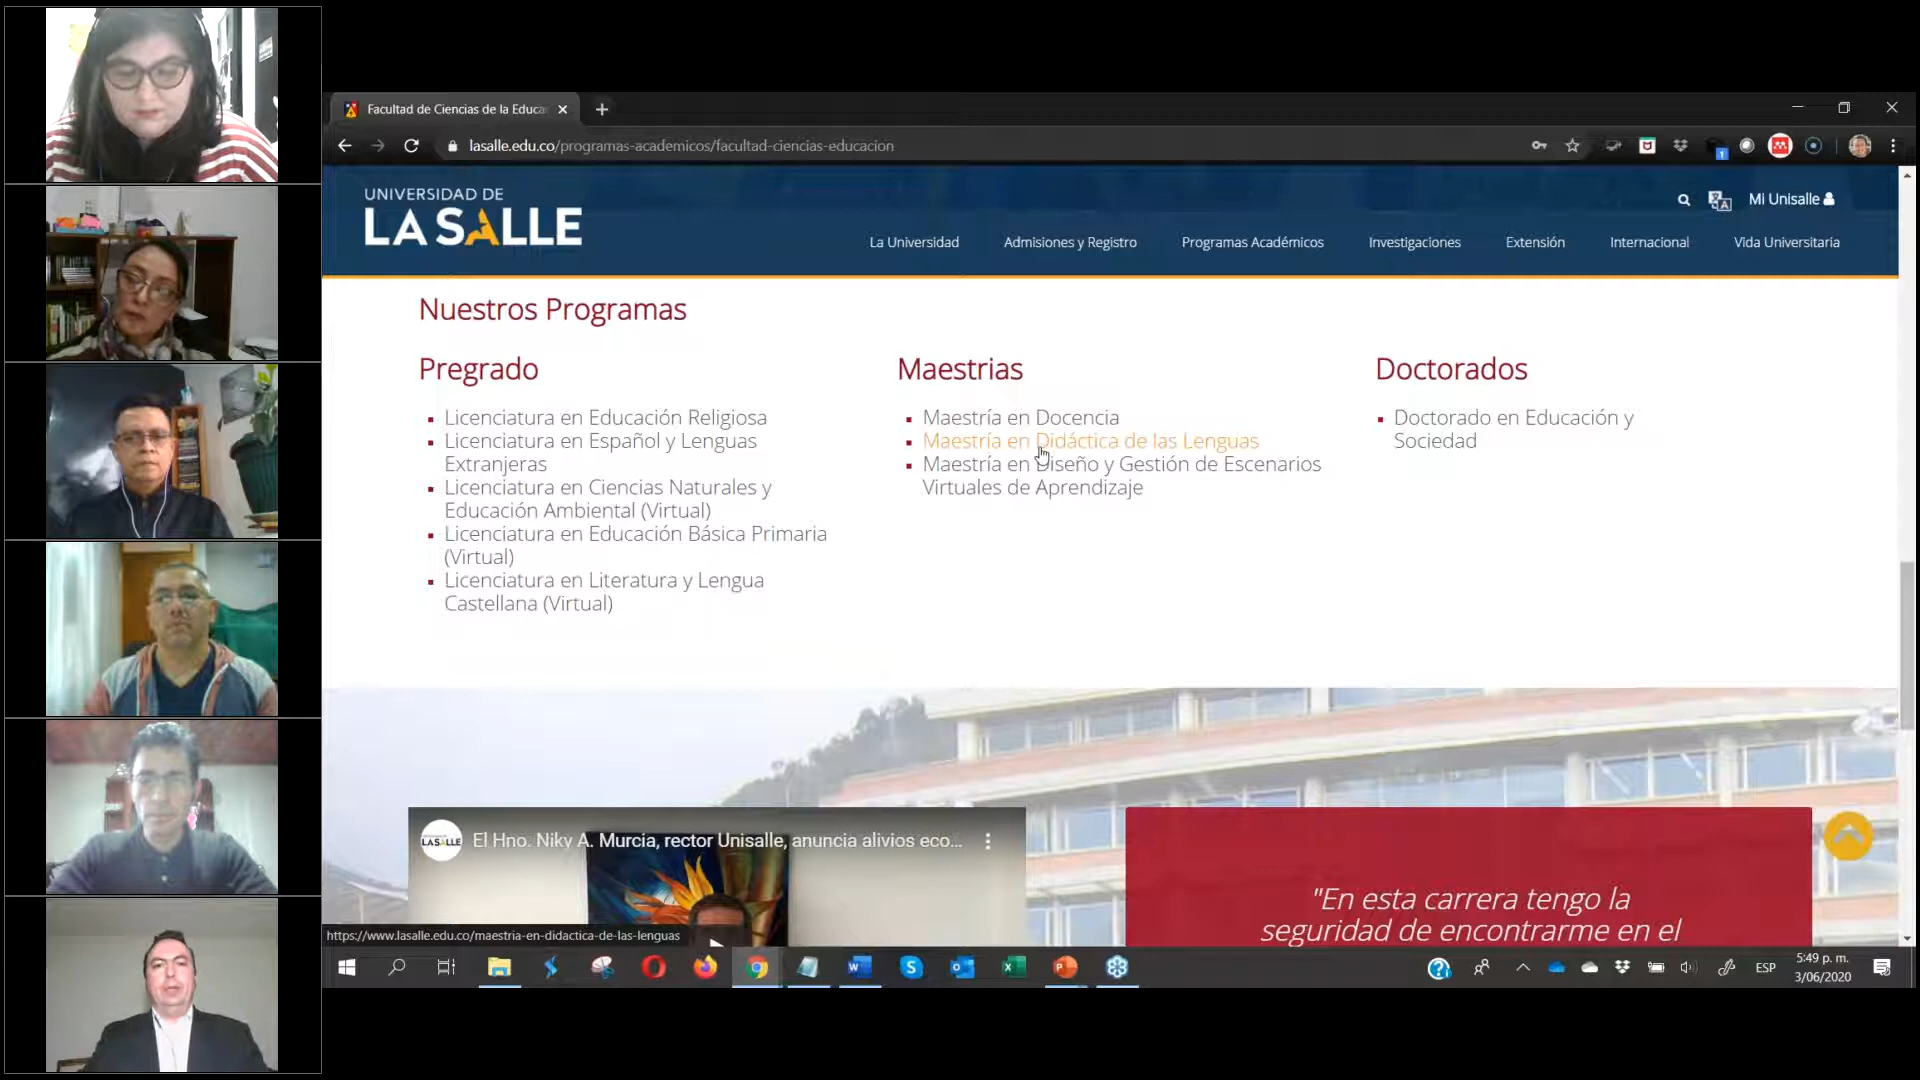 Facultad de Ciencias de la Educa
lasalle.edu.co/programas-academicos/facultad-ciencias-educacion
UNIVERSIDAD DE
LA SALLE
Mi Unisalle
La Universidad
Admisiones y Registro
Programas Académicos
Investigaciones
Extensión
Internacional
Vida Universitaria
Nuestros Programas
Pregrado
Licenciatura en Educación Religiosa
Licenciatura en Español y Lenguas
Extranjeras
Licenciatura en Ciencias Naturales y
Educación Ambiental (Virtual)
Licenciatura en Educación Básica Primaria
(Virtual)
Licenciatura en Literatura y Lengua
Castellana (Virtual)
Maestrias
Maestría en Docencia
Maestría en Didáctica de las Lenguas
Maestría en Diseño y Gestión de Escenarios
Virtuales de Aprendizaje
Doctorados
Doctorado en Educación y
Sociedad
LASALLE
El Hno. Niky A. Murcia, rector Unisalle, anuncia alivios eco...
"En esta carrera tengo la
seguridad de encontrarme en el
https://www.lasalle.edu.co/maestria-en-didactica-de-las-lenguas
ESP
5:49 p. m.
3/06/2020